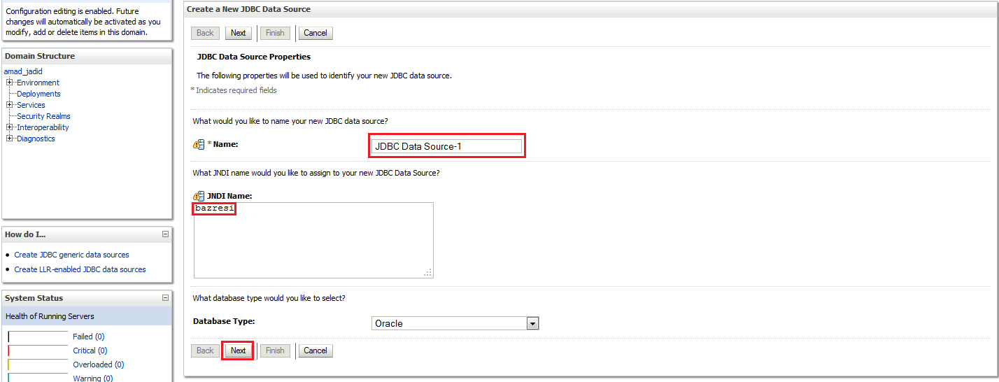 Configuration editing is enabled. Future
changes will automatically be activated as you
modify, add or delete items in this domain.
Domain Structure
amad_jadid
Environment
Deployments
Services
Security Realms
Interoperability
Diagnostics
How do I...
Create JDBC generic data sources
Create LLR-enabled JDBC data sources
System Status
Health of Running Servers
Failed (0)
Critical (0)
Overloaded (0)
Warning (0)
Create a New JDBC Data Source
Back Next Finish Cancel
JDBC Data Source Properties
The following properties will be used to identify your new JDBC data source.
* Indicates required fields
What would you like to name your new JDBC data source?
* Name: JDBC Data Source-1
What JNDI name would you like to assign to your new JDBC Data Source?
JNDI Name:
bazresi
What database type would you like to select?
Database Type: Oracle
Back Next Finish Cancel